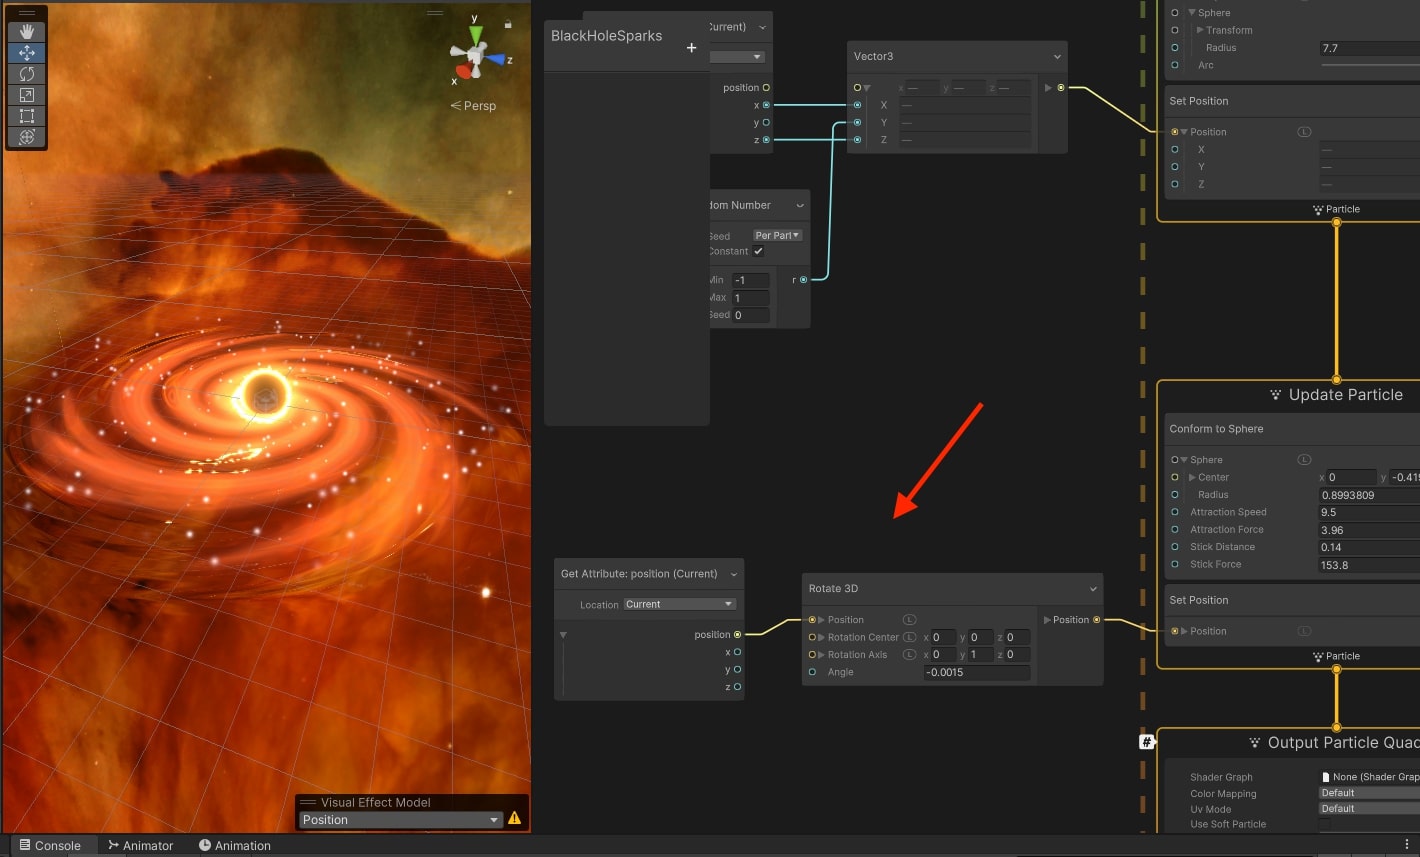 y
z
x
Persp
BlackHoleSparks
+
Current)
position
x
y
z
Vector3
x — y — z —
X —
Y —
Z —
dom Number
Seed Per Part
Constant
Min -1
Max 1
Seed 0
r
Sphere
Transform
Radius 7.7
Arc
Set Position
Position L
X —
Y —
Z —
Particle
Update Particle
Conform to Sphere
Sphere L
Center x 0 y -0.415
Radius 0.8993809
Attraction Speed 9.5
Attraction Force 3.96
Stick Distance 0.14
Stick Force 153.8
Set Position
Position L
Particle
Get Attribute: position (Current)
Location Current
position
x
y
z
Rotate 3D
Position L
Rotation Center L x 0 y 0 z 0
Rotation Axis L x 0 y 1 z 0
Angle -0.0015
Position
#
Output Particle Quad
Shader Graph None (Shader Grap
Color Mapping Default
Uv Mode Default
Use Soft Particle
Visual Effect Model
Position
Console
Animator
Animation